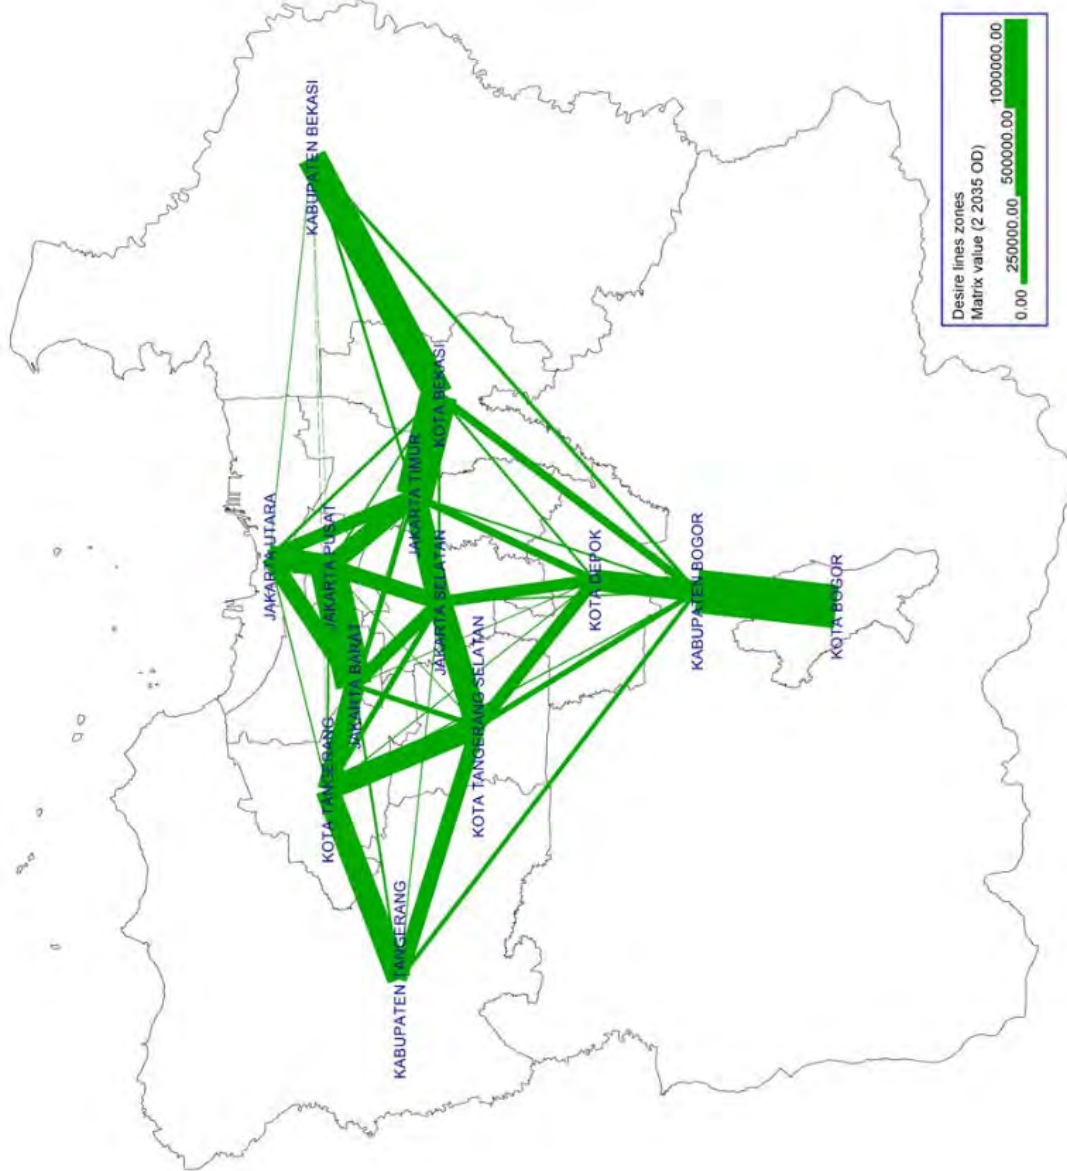 KABUPATEN BEKASI
KOTA BEKASI
JAKARTA TIMUR
JAKARTA UTARA
JAKARTA PUSAT
JAKARTA SELATAN
JAKARTA BARAT
KOTA TANGERANG
KOTA TANGERANG SELATAN
KABUPATEN TANGERANG
KOTA DEPOK
KABUPATEN BOGOR
KOTA BOGOR
Desire lines zones
Matrix value (2 2035 OD)
0.00 250000.00 500000.00 1000000.00